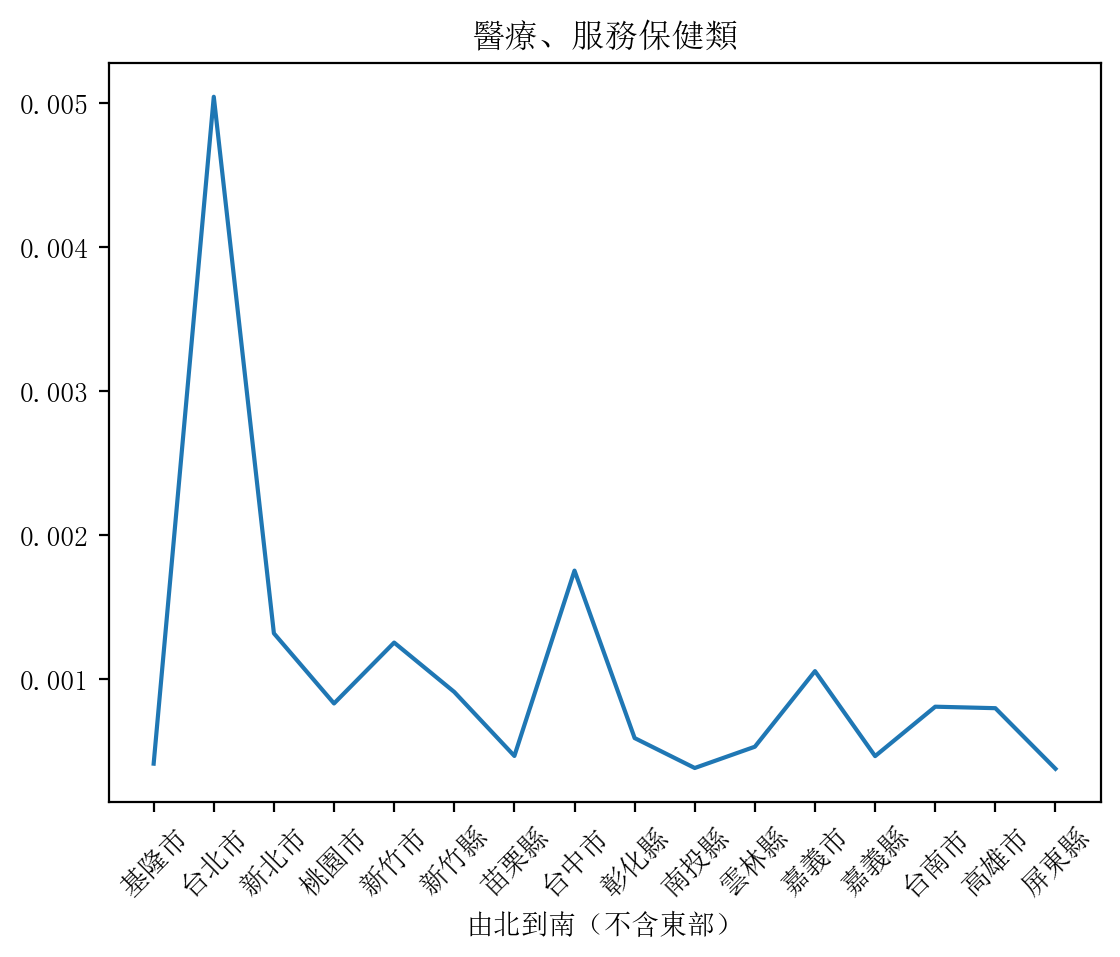 醫療、服務保健類
0.005
0.004
0.003
0.002
0.001
基隆市
台北市
新北市
桃園市
新竹市
新竹縣
苗栗縣
台中市
彰化縣
南投縣
雲林縣
嘉義市
嘉義縣
台南市
高雄市
屏東縣
由北到南（不含東部）